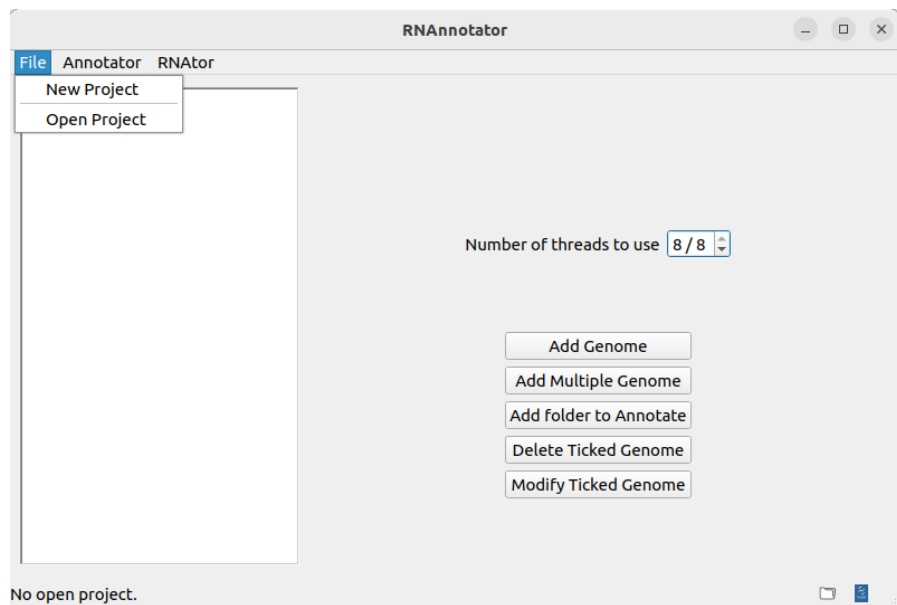 RNAnnotator
File Annotator RNAtor
New Project
Open Project
Number of threads to use 8 / 8
Add Genome
Add Multiple Genome
Add folder to Annotate
Delete Ticked Genome
Modify Ticked Genome
No open project.